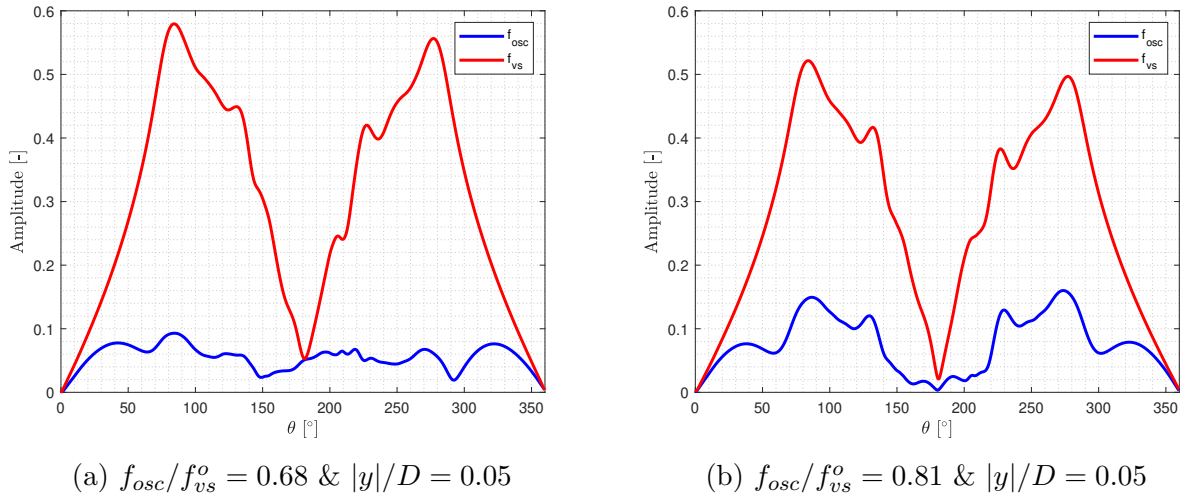 0.6
0.5
0.4
0.3
0.2
0.1
0
Amplitude [-]
0 50 100 150 200 250 300 350
θ [°]
f_osc
f_vs
(a) f_osc/f^o_vs = 0.68 & |y|/D = 0.05
0.6
0.5
0.4
0.3
0.2
0.1
0
Amplitude [-]
0 50 100 150 200 250 300 350
θ [°]
f_osc
f_vs
(b) f_osc/f^o_vs = 0.81 & |y|/D = 0.05